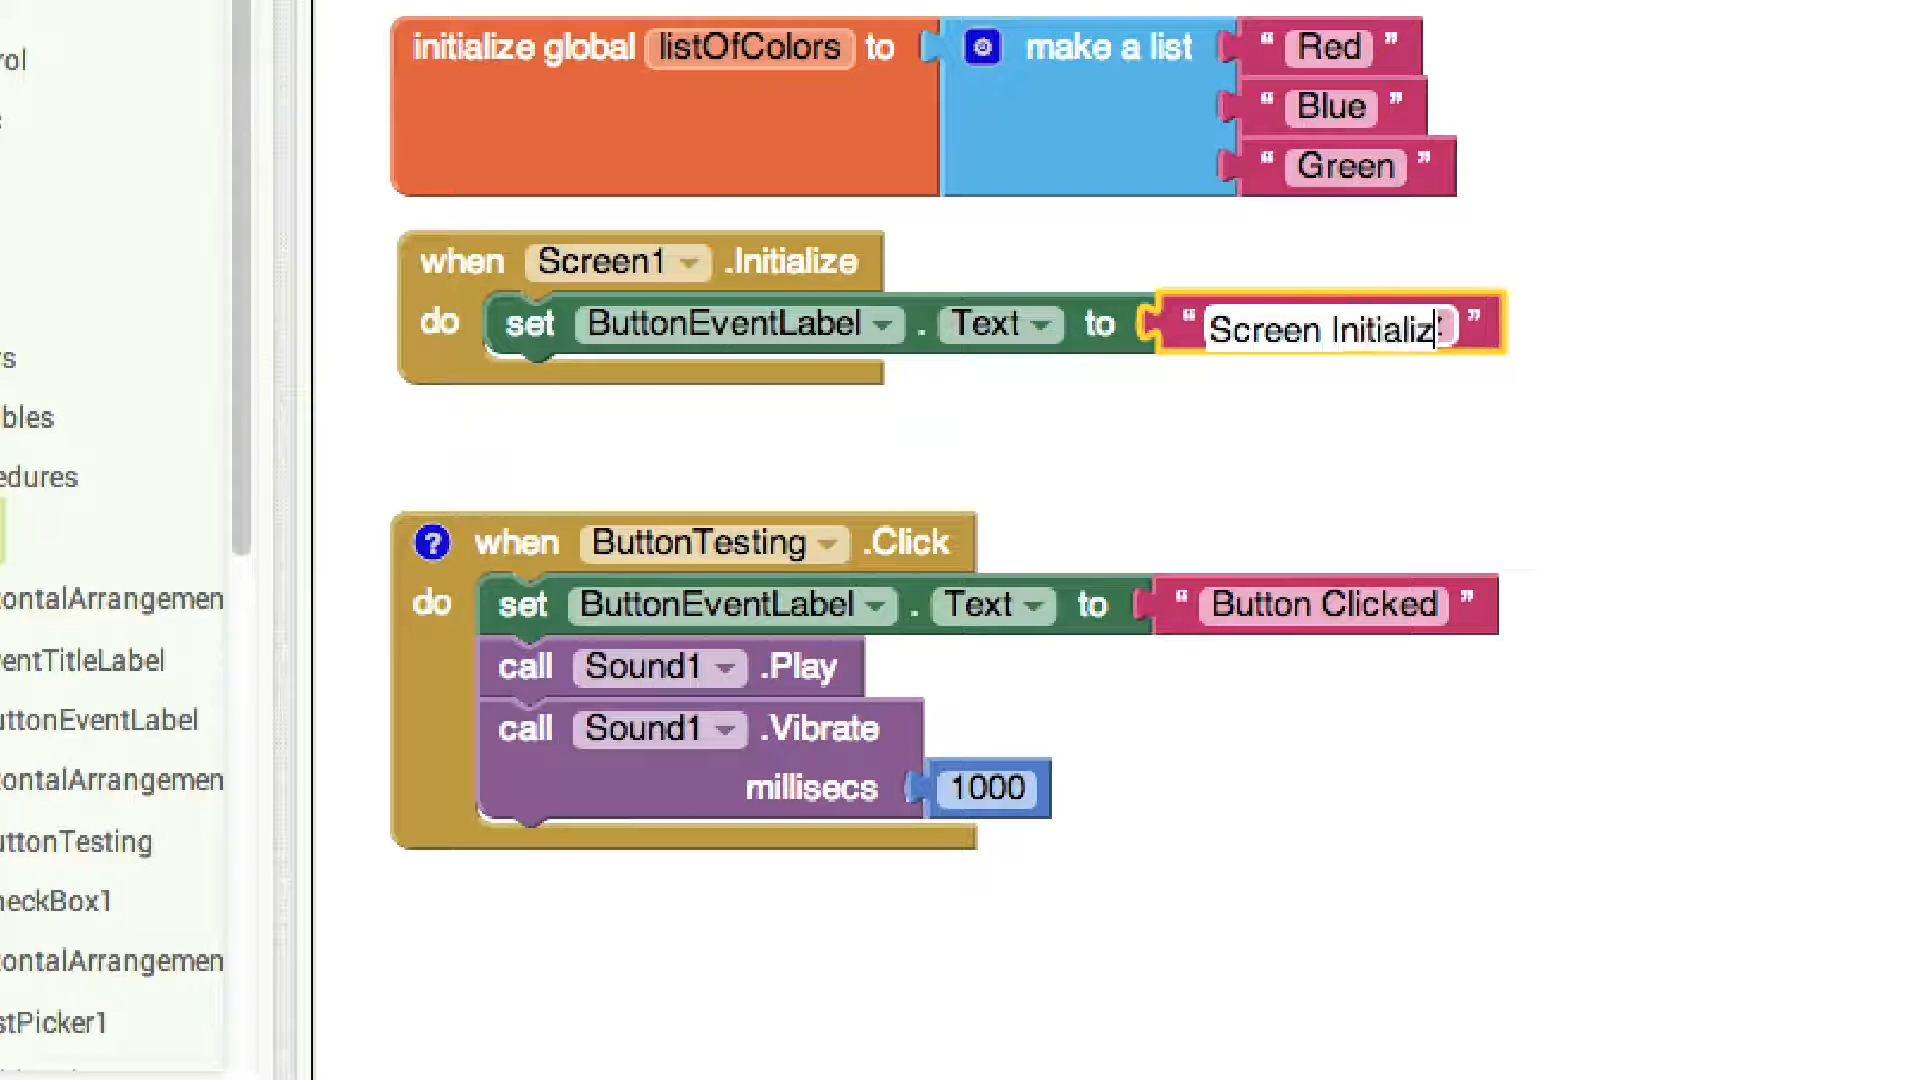 rol
initialize global listOfColors to make a list “ Red ”
“ Blue ”
“ Green ”
when Screen1 .Initialize
do set ButtonEventLabel . Text to “ Screen Initializ ”
rs
bles
edures
when ButtonTesting .Click
do set ButtonEventLabel . Text to “ Button Clicked ”
call Sound1 .Play
call Sound1 .Vibrate
millisecs 1000
ontalArrangemen
entTitleLabel
uttonEventLabel
ontalArrangemen
uttonTesting
heckBox1
ontalArrangemen
stPicker1